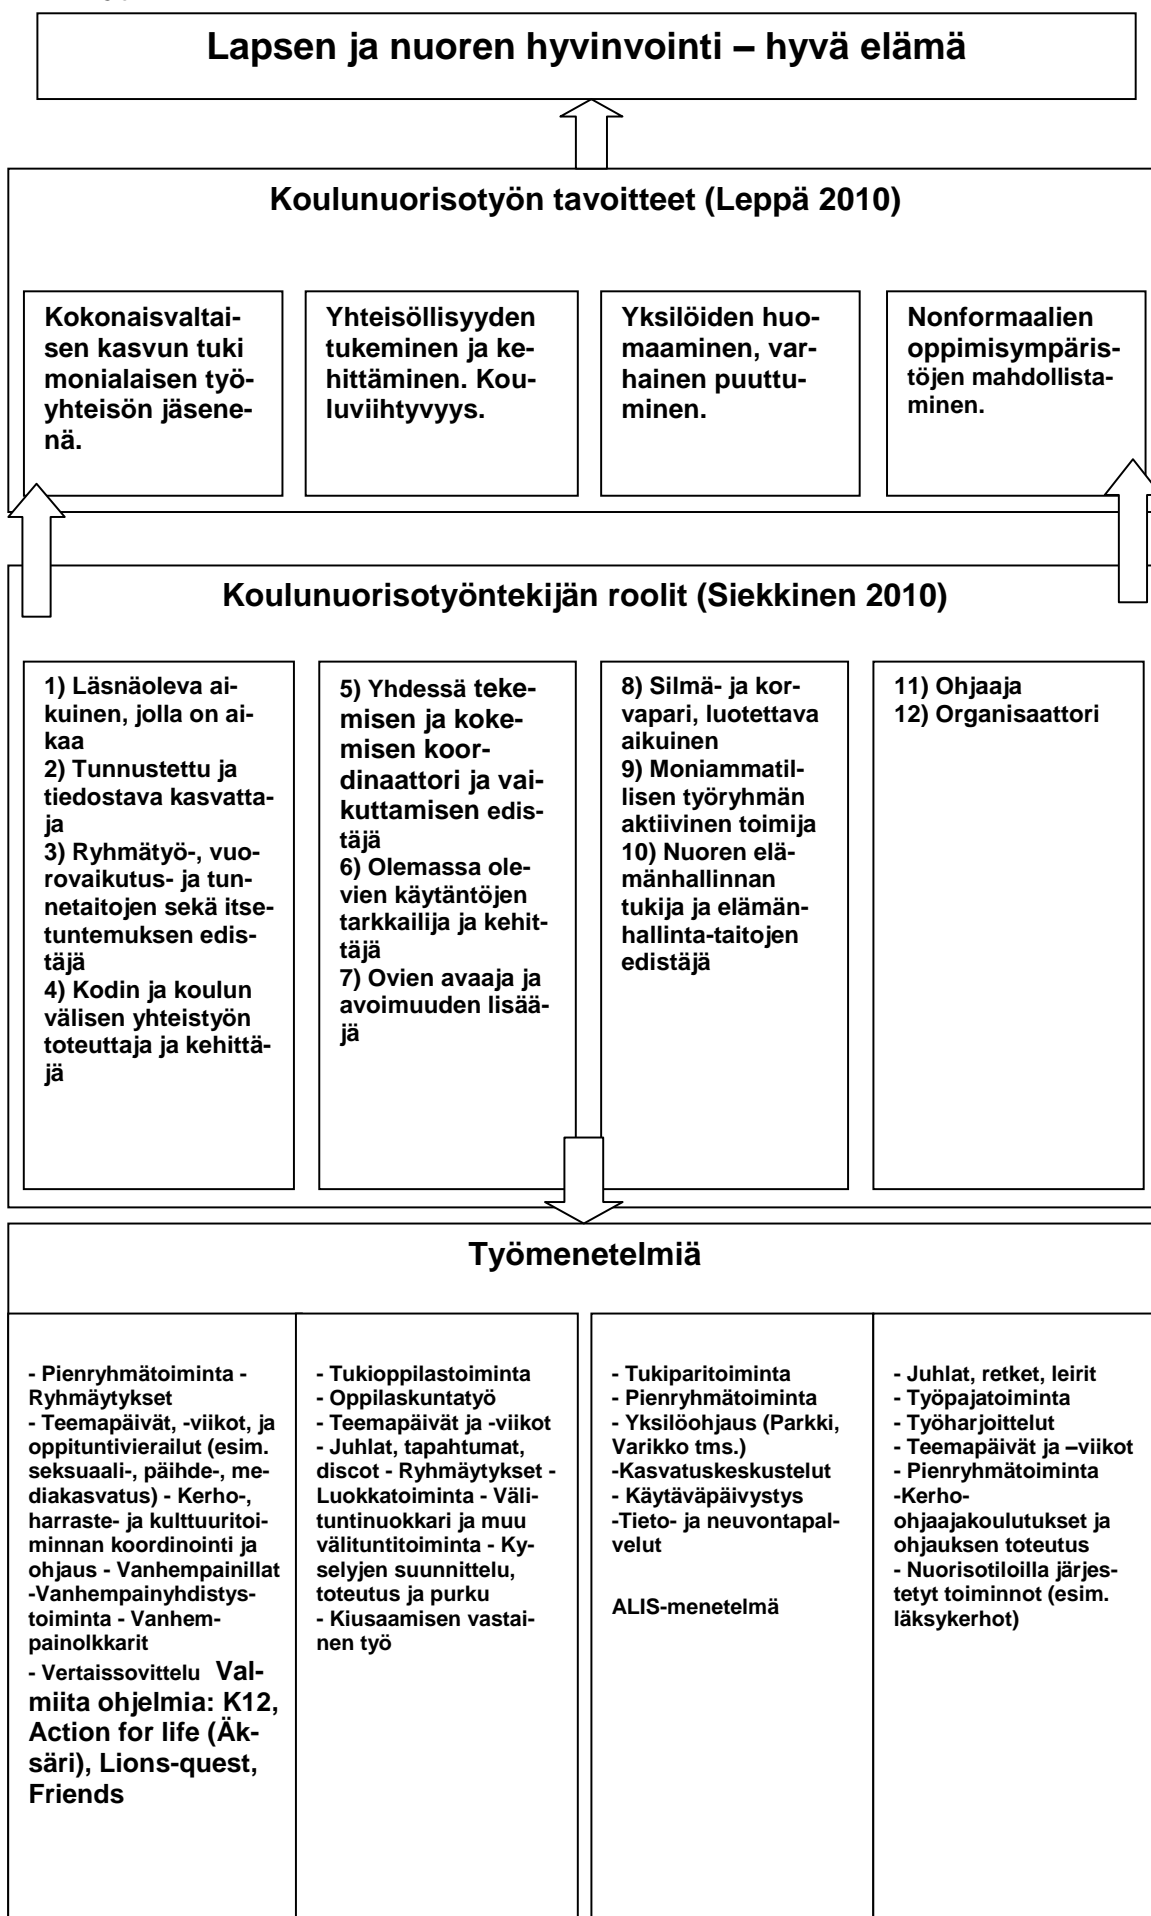 Lapsen ja nuoren hyvinvointi – hyvä elämä
Koulunuorisotyön tavoitteet (Leppä 2010)
Kokonaisvaltai-
sen kasvun tuki
monialaisen työ-
yhteisön jäsene-
nä.
Yhteisöllisyyden
tukeminen ja ke-
hittäminen. Kou-
luviihtyvyys.
Yksilöiden huo-
maaminen, var-
hainen puuttu-
minen.
Nonformaalien
oppimisympäris-
töjen mahdollista-
minen.
Koulunuorisotyöntekijän roolit (Siekkinen 2010)
1) Läsnäoleva ai-
kuinen, jolla on ai-
kaa
2) Tunnustettu ja
tiedostava kasvatta-
ja
3) Ryhmätyö-, vuo-
rovaikutus- ja tun-
netaitojen sekä itse-
tuntemuksen edis-
täjä
4) Kodin ja koulun
välisen yhteistyön
toteuttaja ja kehittä-
jä
5) Yhdessä teke-
misen ja koke-
misen koor-
dinaattori ja vai-
kuttamisen edis-
täjä
6) Olemassa ole-
vien käytäntöjen
tarkkailija ja kehit-
täjä
7) Ovien avaaja ja
avoimuuden lisää-
jä
8) Silmä- ja kor-
vapari, luotettava
aikuinen
9) Moniammatil-
lisen työryhmän
aktiivinen toimija
10) Nuoren elä-
mänhallinnan
tukija ja elämän-
hallinta-taitojen
edistäjä
11) Ohjaaja
12) Organisaattori
Työmenetelmiä
- Pienryhmätoiminta -
Ryhmäytykset
- Teemapäivät, -viikot, ja
oppituntivierailut (esim.
seksuaali-, päihde-, me-
diakasvatus) - Kerho-,
harraste- ja kulttuuritoi-
minnan koordinointi ja
ohjaus - Vanhempainillat
-Vanhempainyhdistys-
toiminta - Vanhem-
painolkkarit
- Vertaissovittelu Val-
miita ohjelmia: K12,
Action for life (Äk-
säri), Lions-quest,
Friends
- Tukioppilastoiminta
- Oppilaskuntatyö
- Teemapäivät ja -viikot
- Juhlat, tapahtumat,
discot - Ryhmäytykset -
Luokkatoiminta - Väli-
tuntinuokkari ja muu
välituntitoiminta - Ky-
selyjen suunnittelu,
toteutus ja purku
- Kiusaamisen vastai-
nen työ
- Tukiparitoiminta
- Pienryhmätoiminta
- Yksilöohjaus (Parkki,
Varikko tms.)
-Kasvatuskeskustelut
- Käytäväpäivystys
-Tieto- ja neuvontapal-
velut
ALIS-menetelmä
- Juhlat, retket, leirit
- Työpajatoiminta
- Työharjoittelut
- Teemapäivät ja –viikot
- Pienryhmätoiminta
-Kerho-
ohjaajakoulutukset ja
ohjauksen toteutus
- Nuorisotiloilla järjes-
tetyt toiminnot (esim.
läksykerhot)